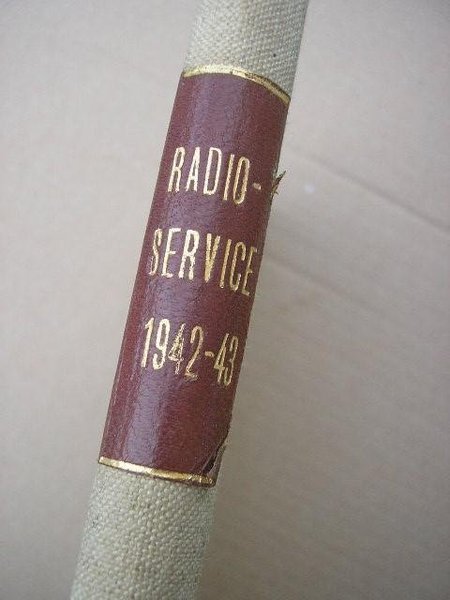 RADIO-
SERVICE
1942-43